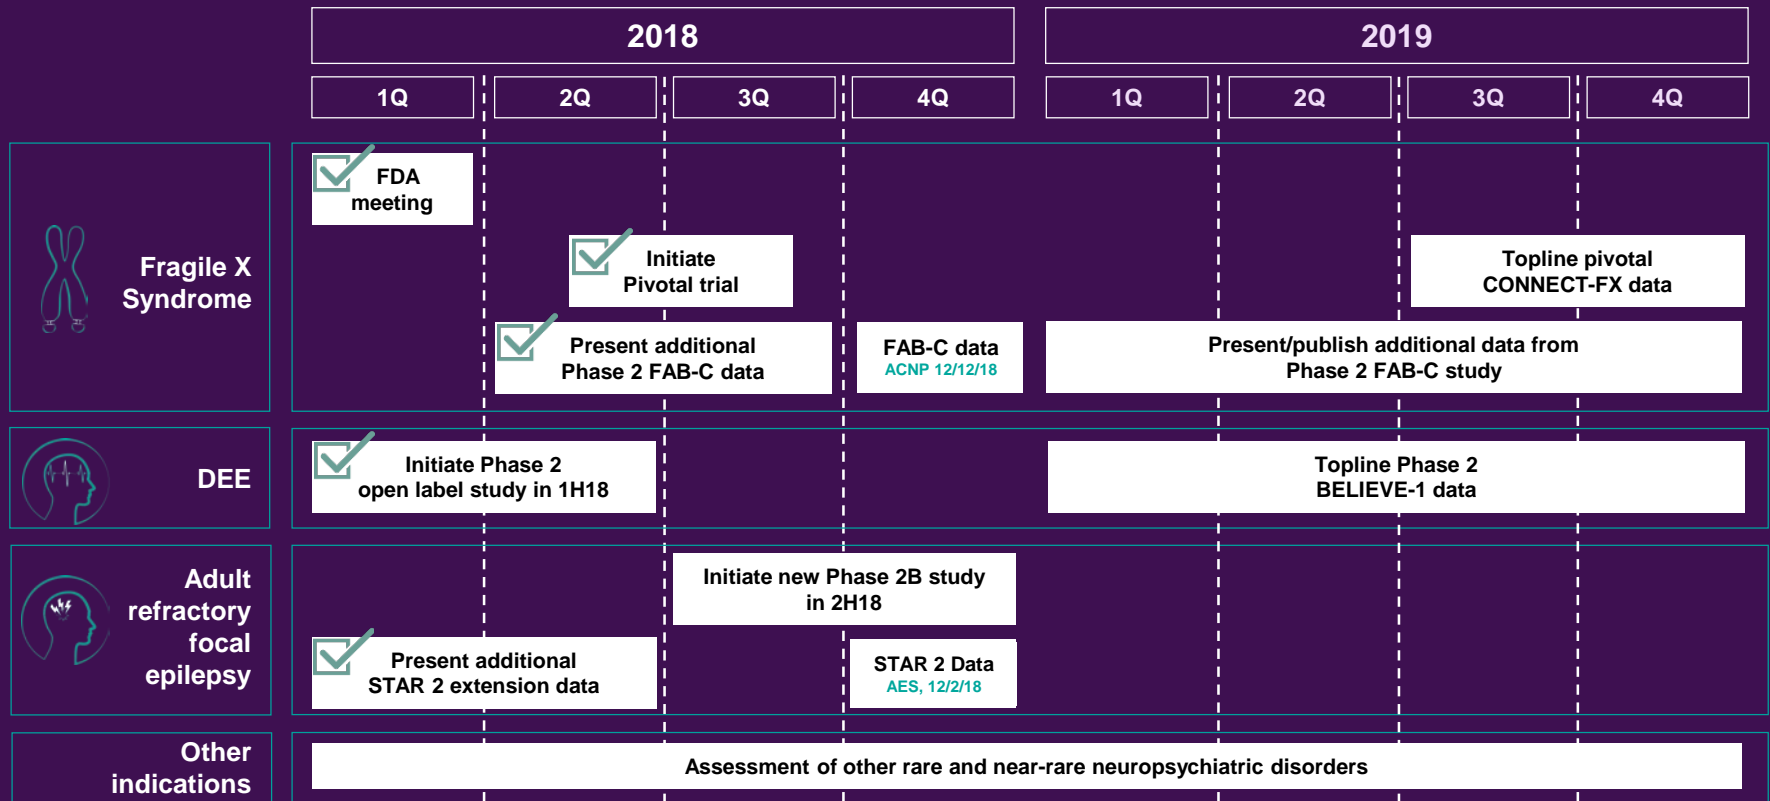 2018
2019
1Q
2Q
3Q
4Q
1Q
2Q
3Q
4Q
Fragile X
Syndrome
FDA
meeting
Initiate
Pivotal trial
Topline pivotal
CONNECT-FX data
Present additional
Phase 2 FAB-C data
FAB-C data
ACNP 12/12/18
Present/publish additional data from
Phase 2 FAB-C study
DEE
Initiate Phase 2
open label study in 1H18
Topline Phase 2
BELIEVE-1 data
Adult
refractory
focal
epilepsy
Initiate new Phase 2B study
in 2H18
Present additional
STAR 2 extension data
STAR 2 Data
AES, 12/2/18
Other
indications
Assessment of other rare and near-rare neuropsychiatric disorders